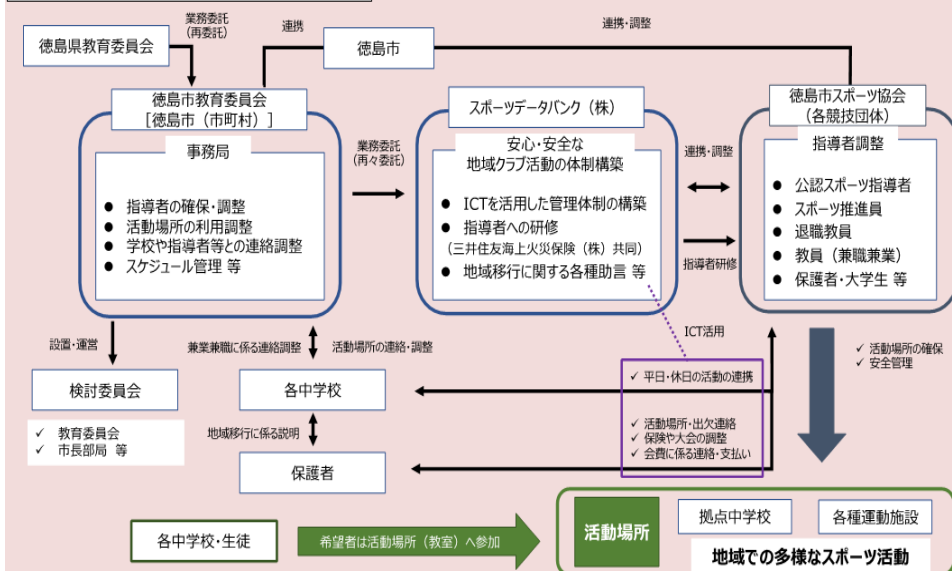 業務委託
(再委託)
連携
連携・調整
徳島県教育委員会
徳島市
徳島市教育委員会
[徳島市(市町村)]
スポーツデータバンク(株)
徳島市スポーツ協会
(各競技団体)
事務局
● 指導者の確保・調整
● 活動場所の利用調整
● 学校や指導者等との連絡調整
● スケジュール管理 等
業務委託
(再々委託)
安心・安全な
地域クラブ活動の体制構築
● ICTを活用した管理体制の構築
● 指導者への研修
(三井住友海上火災保険(株)共同)
● 地域移行に関する各種助言 等
連携・調整
指導者研修
指導者調整
● 公認スポーツ指導者
● スポーツ推進員
● 退職教員
● 教員(兼職兼業)
● 保護者・大学生 等
設置・運営
兼業兼職に係る連絡調整
活動場所の連絡・調整
ICT活用
✓ 活動場所の確保
✓ 安全管理
検討委員会
✓ 教育委員会
✓ 市長部局 等
各中学校
地域移行に係る説明
保護者
✓ 平日・休日の活動の連携
✓ 活動場所・出欠連絡
✓ 保険や大会の調整
✓ 会費に係る連絡・支払い
各中学校・生徒
希望者は活動場所(教室)へ参加
活動場所
拠点中学校
各種運動施設
地域での多様なスポーツ活動